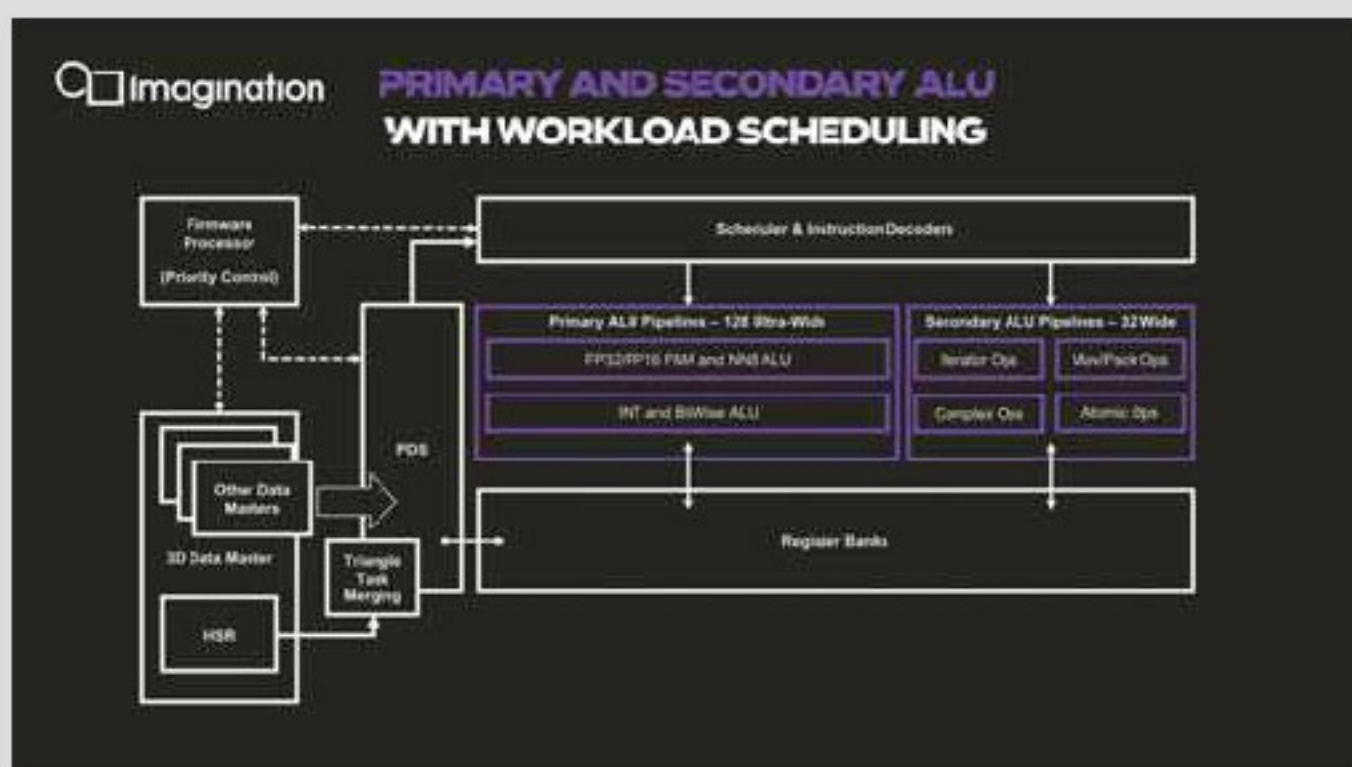 Imagination
PRIMARY AND SECONDARY ALU
WITH WORKLOAD SCHEDULING
Firmware
Processor
(Priority Control)
Scheduler & Instruction Decoders
Primary ALU Pipelines – 128 Ultra-Wide
FP32/FP16 and NN8 ALU
INT and BitWise ALU
Secondary ALU Pipelines – 32 Wide
Iterator Ops
Mov/Pack Ops
Complex Ops
Atomic Ops
PDS
Other Data
Masters
3D Data Master
Triangle
Task
Merging
HSR
Register Banks